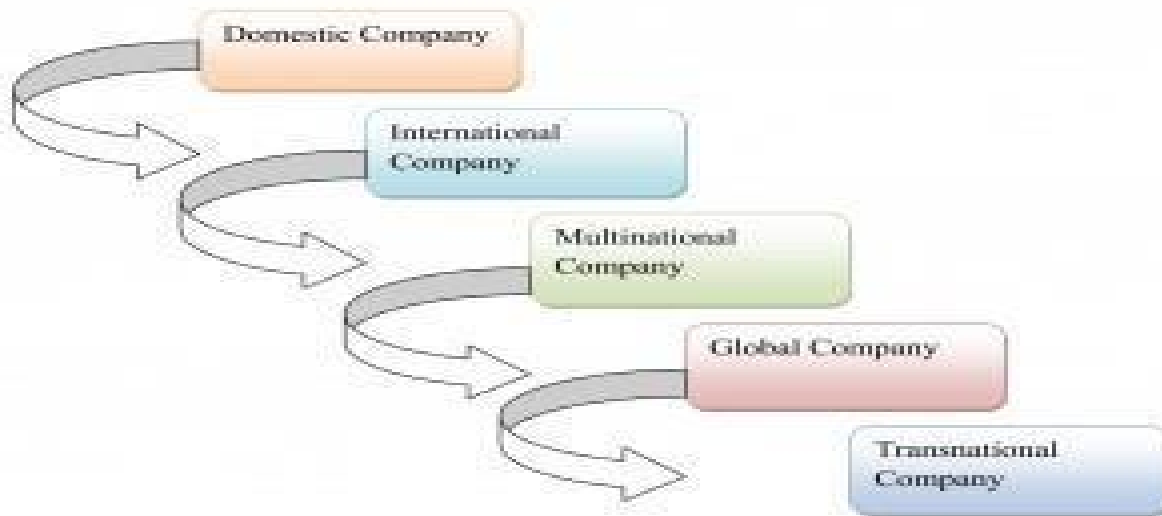 Domestic Company
International
Company
Multinational
Company
Global Company
Transnational
Company